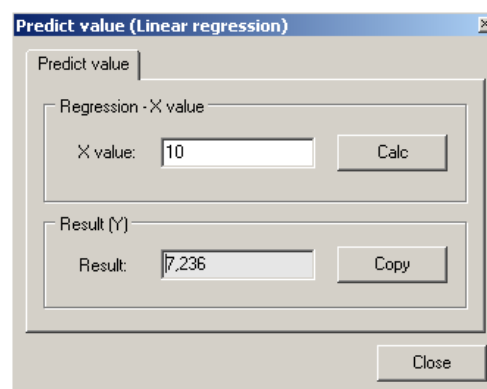 Predict value (Linear regression)
Predict value
Regression - X value
X value: 10 Calc
Result (Y)
Result: 7,236 Copy
Close